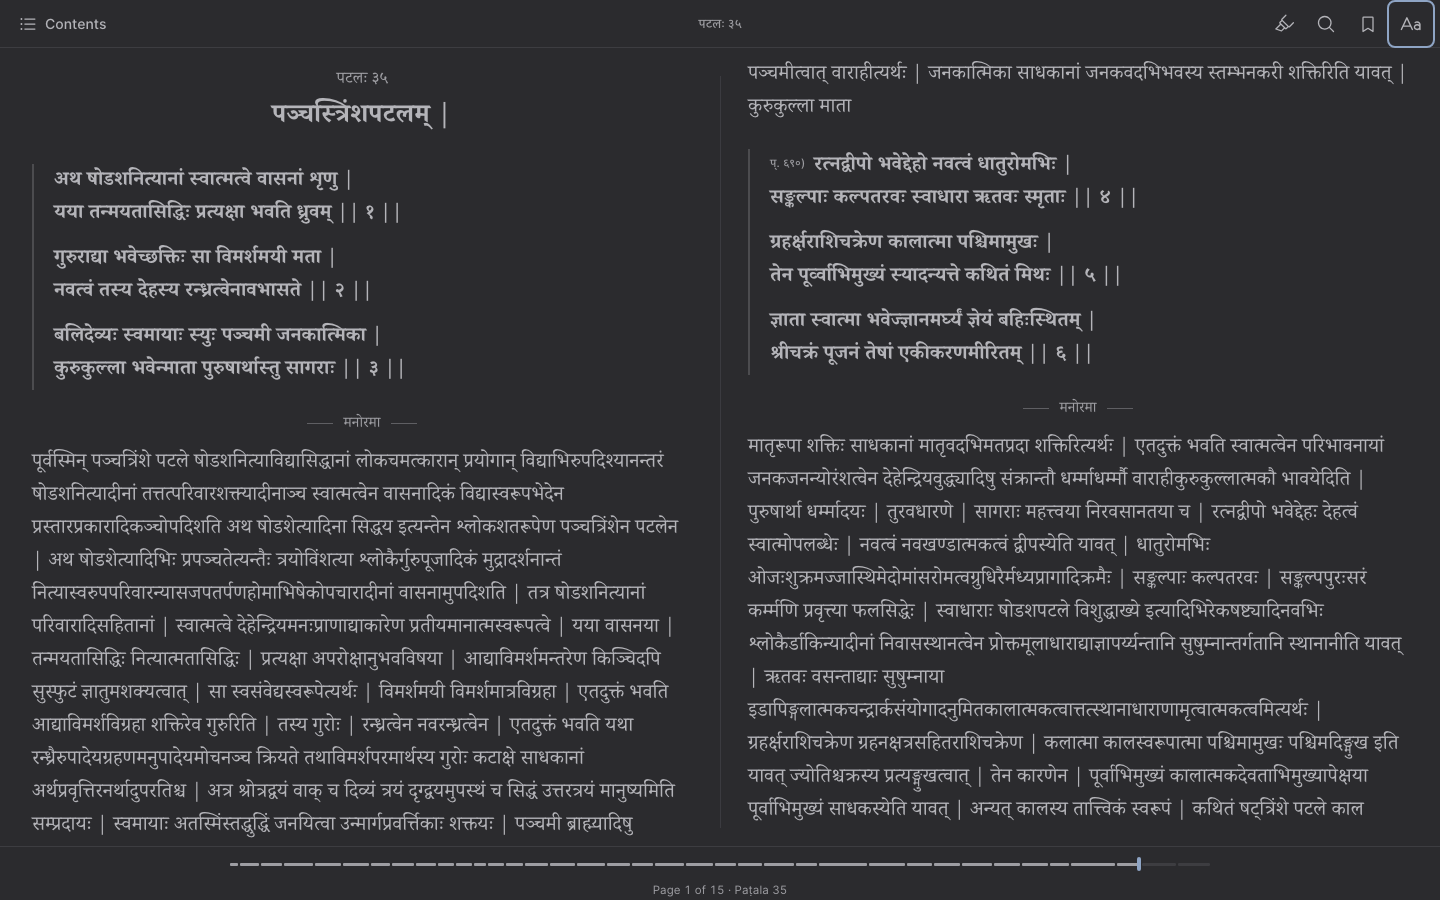 Contents
पटलः ३५
Aa
पटलः ३५
पञ्चस्त्रिंशपटलम् |
अथ षोडशनित्यानां स्वात्मत्वे वासनां शृणु |
यया तन्मयतासिद्धिः प्रत्यक्षा भवति ध्रुवम् || १ ||
गुरुराद्या भवेच्छक्तिः सा विमर्शमयी मता |
नवत्वं तस्य देहस्य रन्ध्रत्वेनावभासते || २ ||
बलिदेव्यः स्वमायाः स्युः पञ्चमी जनकात्मिका |
कुरुकुल्ला भवेन्माता पुरुषार्थास्तु सागराः || ३ ||
मनोरमा
पूर्वस्मिन् पञ्चत्रिंशे पटले षोडशनित्याविद्यासिद्धानां लोकचमत्कारान् प्रयोगान् विद्याभिरुपदिश्यानन्तरं
षोडशनित्यादीनां तत्तत्परिवारशक्त्यादीनाञ्च स्वात्मत्वेन वासनादिकं विद्यास्वरूपभेदेन
प्रस्तारप्रकारादिकञ्चोपदिशति अथ षोडशेत्यादिना सिद्धय इत्यन्तेन श्लोकशतरूपेण पञ्चत्रिंशेन पटलेन
| अथ षोडशेत्यादिभिः प्रपञ्चतेत्यन्तैः त्रयोविंशत्या श्लोकैर्गुरुपूजादिकं मुद्रादर्शनान्तं
नित्यास्वरुपपरिवारन्यासजपतर्पणहोमाभिषेकोपचारादीनां वासनामुपदिशति | तत्र षोडशनित्यानां
परिवारादिसहितानां | स्वात्मत्वे देहेन्द्रियमनःप्राणाद्याकारेण प्रतीयमानात्मस्वरूपत्वे | यया वासनया |
तन्मयतासिद्धिः नित्यात्मतासिद्धिः | प्रत्यक्षा अपरोक्षानुभवविषया | आद्याविमर्शमन्तरेण किञ्चिदपि
सुस्फुटं ज्ञातुमशक्यत्वात् | सा स्वसंवेद्यस्वरूपेत्यर्थः | विमर्शमयी विमर्शमात्रविग्रहा | एतदुक्तं भवति
आद्याविमर्शविग्रहा शक्तिरेव गुरुरिति | तस्य गुरोः | रन्ध्रत्वेन नवरन्ध्रत्वेन | एतदुक्तं भवति यथा
रन्ध्रैरुपादेयग्रहणमनुपादेयमोचनञ्च क्रियते तथाविमर्शपरमार्थस्य गुरोः कटाक्षे साधकानां
अर्थप्रवृत्तिरनर्थादुपरतिश्च | अत्र श्रोत्रद्वयं वाक् च दिव्यं त्रयं दृग्द्वयमुपस्थं च सिद्धं उत्तरत्रयं मानुष्यमिति
सम्प्रदायः | स्वमायाः अतस्मिंस्तद्बुद्धिं जनयित्वा उन्मार्गप्रवर्त्तिकाः शक्तयः | पञ्चमी ब्राह्म्यादिषु
पञ्चमीत्वात् वाराहीत्यर्थः | जनकात्मिका साधकानां जनकवदभिभवस्य स्तम्भनकरी शक्तिरिति यावत् |
कुरुकुल्ला माता
पृ. ६९०) रत्नद्वीपो भवेद्देहो नवत्वं धातुरोमभिः |
सङ्कल्पाः कल्पतरवः स्वाधारा ऋतवः स्मृताः || ४ ||
ग्रहर्क्षराशिचक्रेण कालात्मा पश्चिमामुखः |
तेन पूर्व्वाभिमुख्यं स्यादन्यत्ते कथितं मिथः || ५ ||
ज्ञाता स्वात्मा भवेज्ज्ञानमर्घ्यं ज्ञेयं बहिःस्थितम् |
श्रीचक्रं पूजनं तेषां एकीकरणमीरितम् || ६ ||
मनोरमा
मातृरूपा शक्तिः साधकानां मातृवदभिमतप्रदा शक्तिरित्यर्थः | एतदुक्तं भवति स्वात्मत्वेन परिभावनायां
जनकजनन्योरंशत्वेन देहेन्द्रियवुद्ध्यादिषु संक्रान्तौ धर्म्माधर्म्मौ वाराहीकुरुकुल्लात्मकौ भावयेदिति |
पुरुषार्था धर्म्मादयः | तुरवधारणे | सागराः महत्त्वया निरवसानतया च | रत्नद्वीपो भवेद्देहः देहत्वं
स्वात्मोपलब्धेः | नवत्वं नवखण्डात्मकत्वं द्वीपस्येति यावत् | धातुरोमभिः
ओजःशुक्रमज्जास्थिमेदोमांसरोमत्वग्रुधिरैर्मध्यप्रागादिक्रमैः | सङ्कल्पाः कल्पतरवः | सङ्कल्पपुरःसरं
कर्म्मणि प्रवृत्त्या फलसिद्धेः | स्वाधाराः षोडशपटले विशुद्धाख्ये इत्यादिभिरेकषष्ट्यादिनवभिः
श्लोकैर्डाकिन्यादीनां निवासस्थानत्वेन प्रोक्तमूलाधाराद्याज्ञापर्य्यन्तानि सुषुम्नान्तर्गतानि स्थानानीति यावत्
| ऋतवः वसन्ताद्याः सुषुम्नाया
इडापिङ्गलात्मकचन्द्रार्कसंयोगादनुमितकालात्मकत्वात्तत्स्थानाधाराणामृत्वात्मकत्वमित्यर्थः |
ग्रहर्क्षराशिचक्रेण ग्रहनक्षत्रसहितराशिचक्रेण | कलात्मा कालस्वरूपात्मा पश्चिमामुखः पश्चिमदिङ्मुख इति
यावत् ज्योतिश्चक्रस्य प्रत्यङ्मुखत्वात् | तेन कारणेन | पूर्वाभिमुख्यं कालात्मकदेवताभिमुख्यापेक्षया
पूर्वाभिमुख्यं साधकस्येति यावत् | अन्यत् कालस्य तात्त्विकं स्वरूपं | कथितं षट्त्रिंशे पटले काल
Page 1 of 15 · Paṭala 35